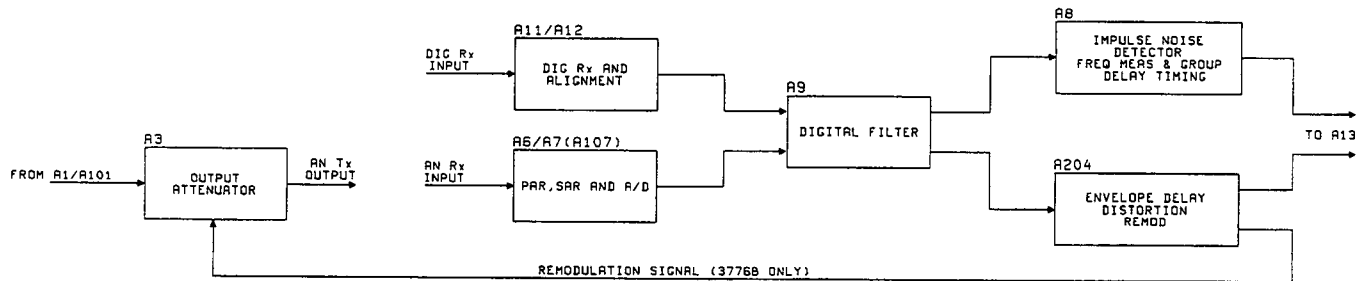 A8
IMPULSE NOISE
DETECTOR
FREQ MEAS & GROUP
DELAY TIMING
A11/A12
DIG Rx
INPUT
DIG Rx AND
ALIGNMENT
A9
DIGITAL FILTER
TO A13
A3
FROM A1/A101
OUTPUT
ATTENUATOR
AN Tx
OUTPUT
A6/A7(A107)
AN Rx
INPUT
PAR,SAR AND A/D
A204
ENVELOPE DELAY
DISTORTION
REMOD
REMODULATION SIGNAL (3776B ONLY)